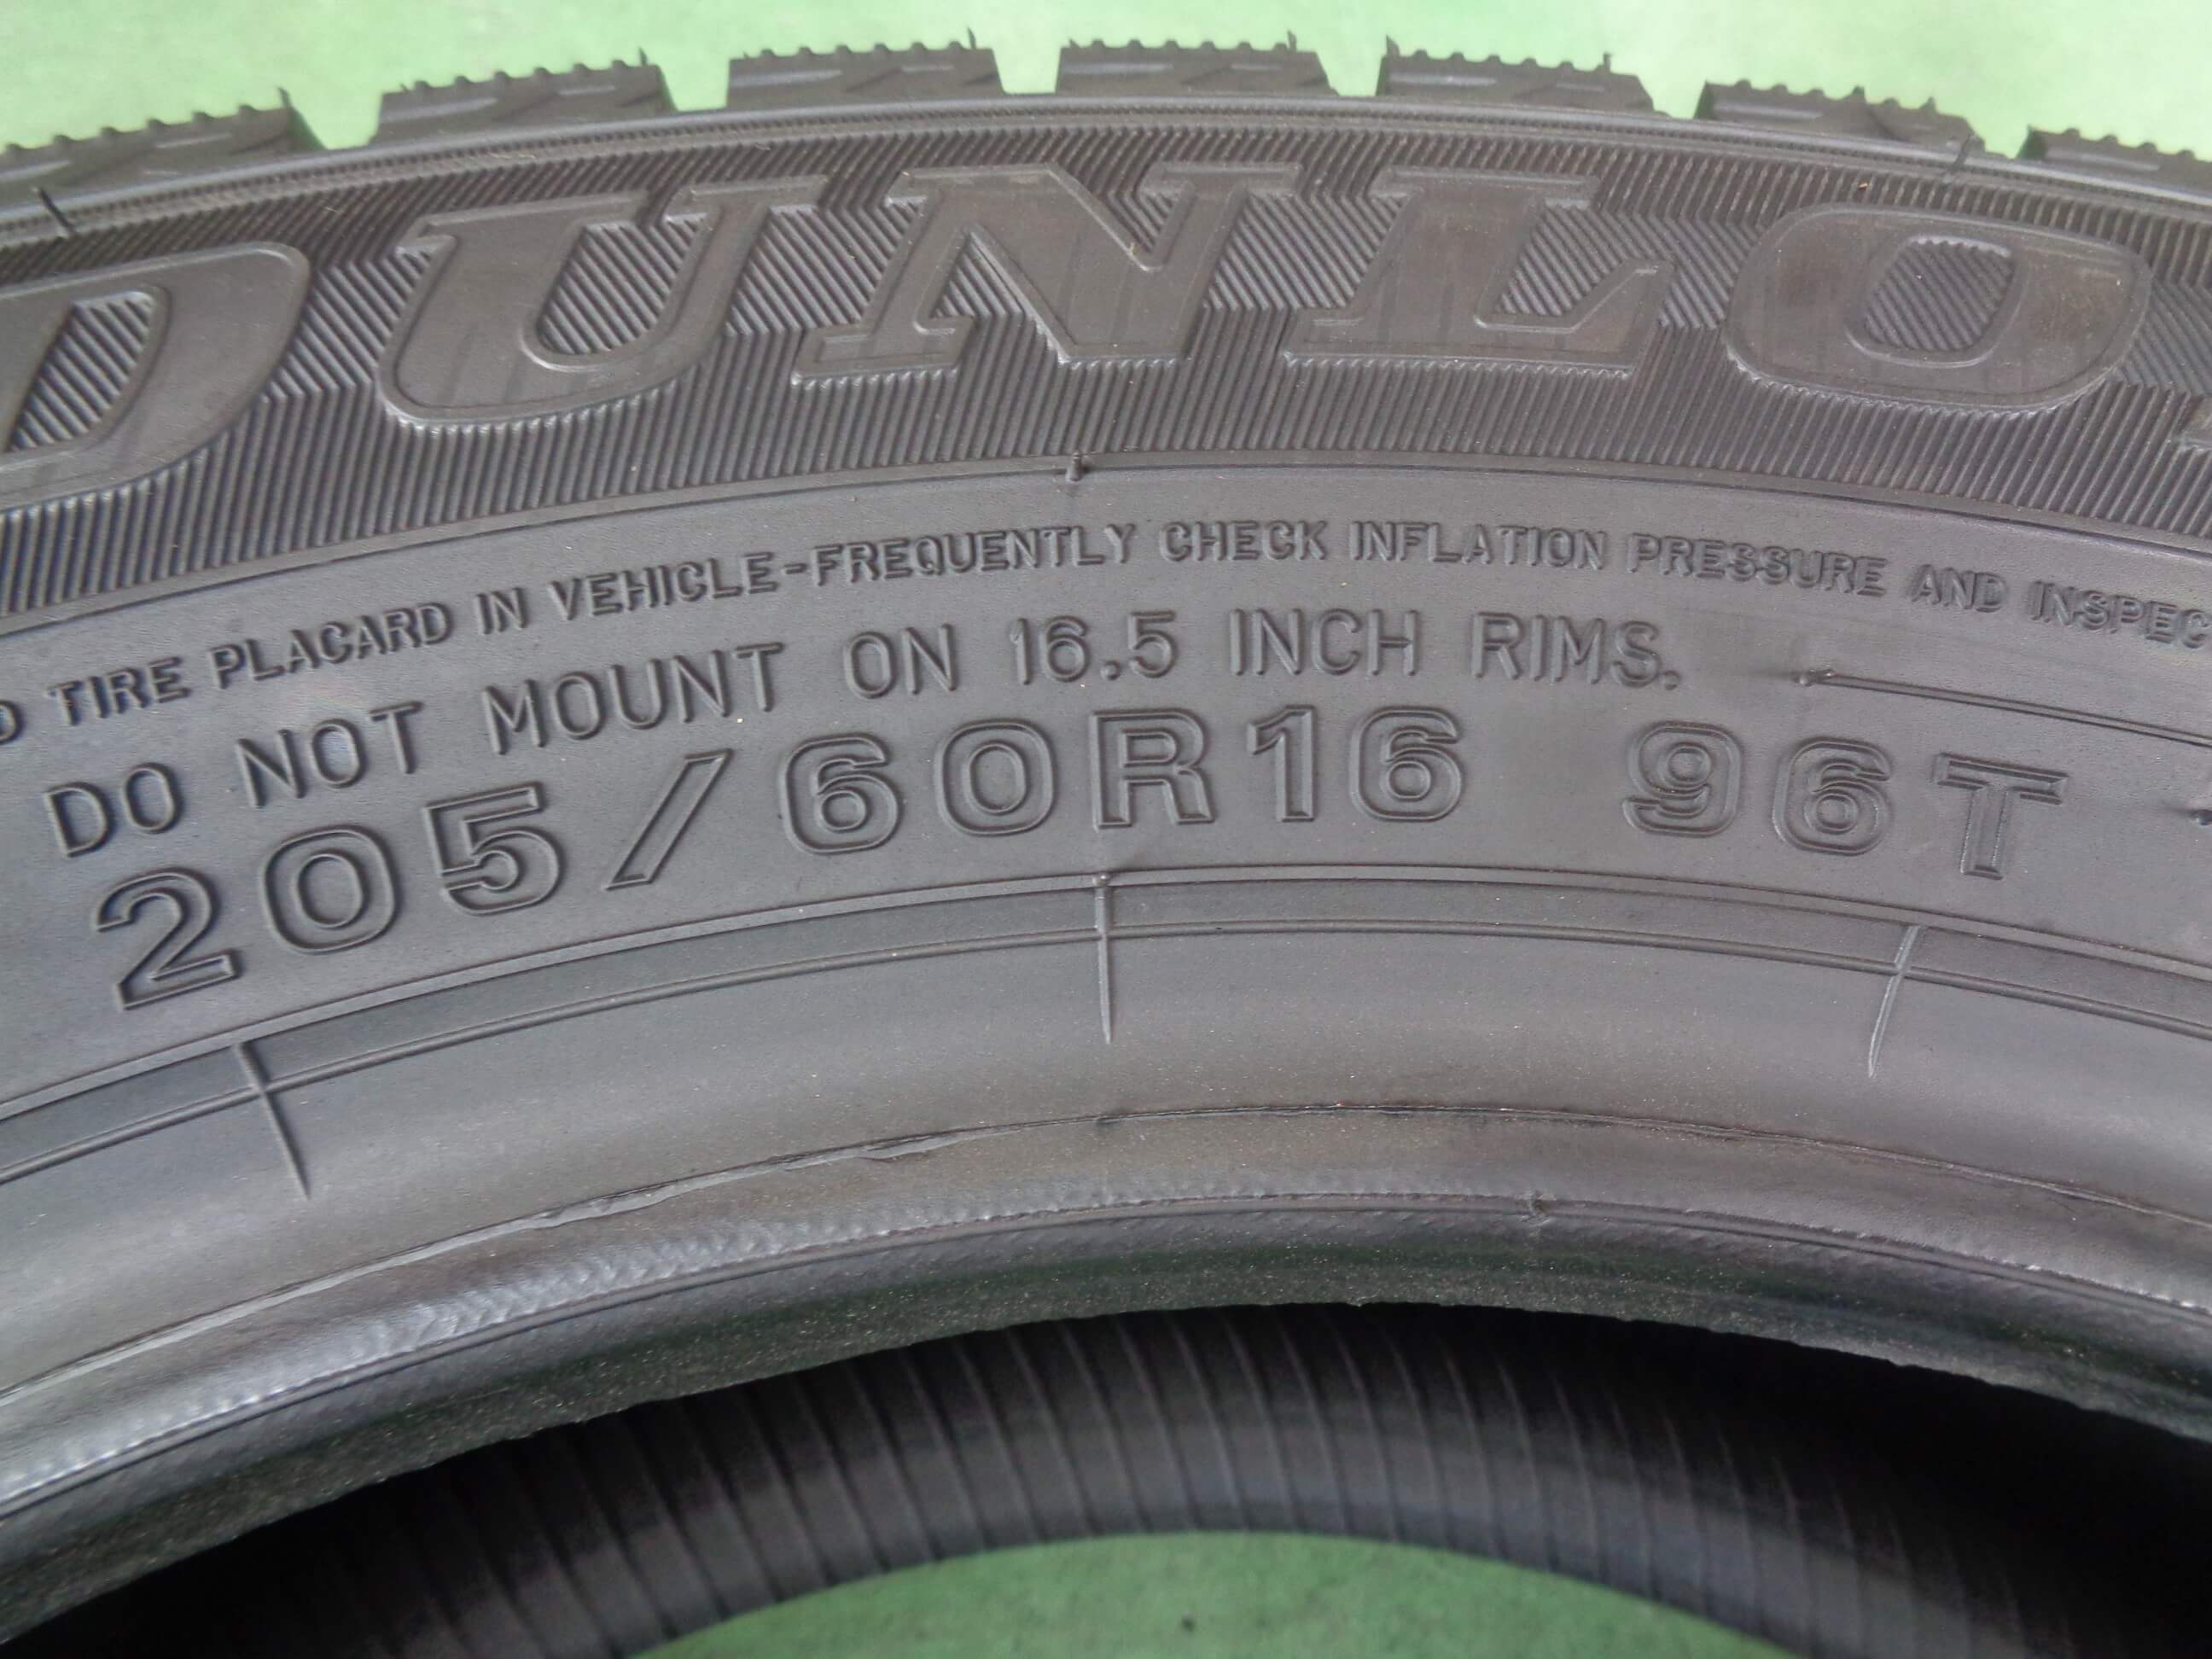 DUNLO
TIRE PLACARD IN VEHICLE-FREQUENTLY CHECK INFLATION PRESSURE AND INSPEC
DO NOT MOUNT ON 16.5 INCH RIMS.
205/60R16 96T